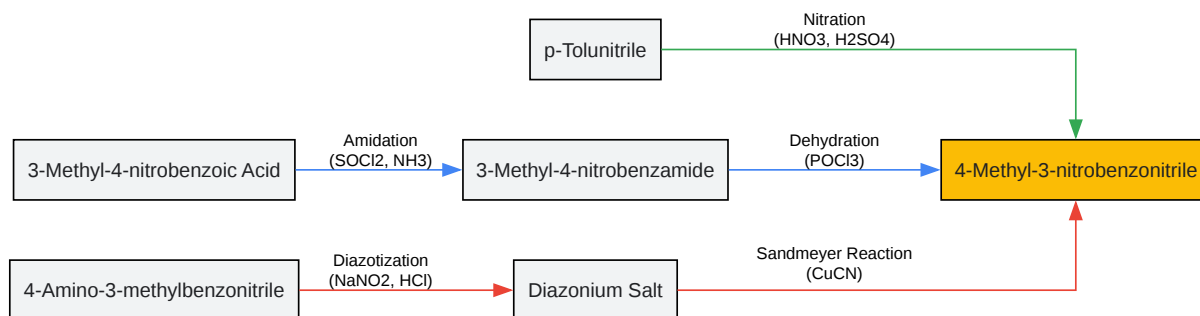 Nitration
(HNO3, H2SO4)
p-Tolunitrile
Amidation
(SOCl2, NH3)
Dehydration
(POCl3)
3-Methyl-4-nitrobenzoic Acid
3-Methyl-4-nitrobenzamide
4-Methyl-3-nitrobenzonitrile
Diazotization
(NaNO2, HCl)
Sandmeyer Reaction
(CuCN)
4-Amino-3-methylbenzonitrile
Diazonium Salt